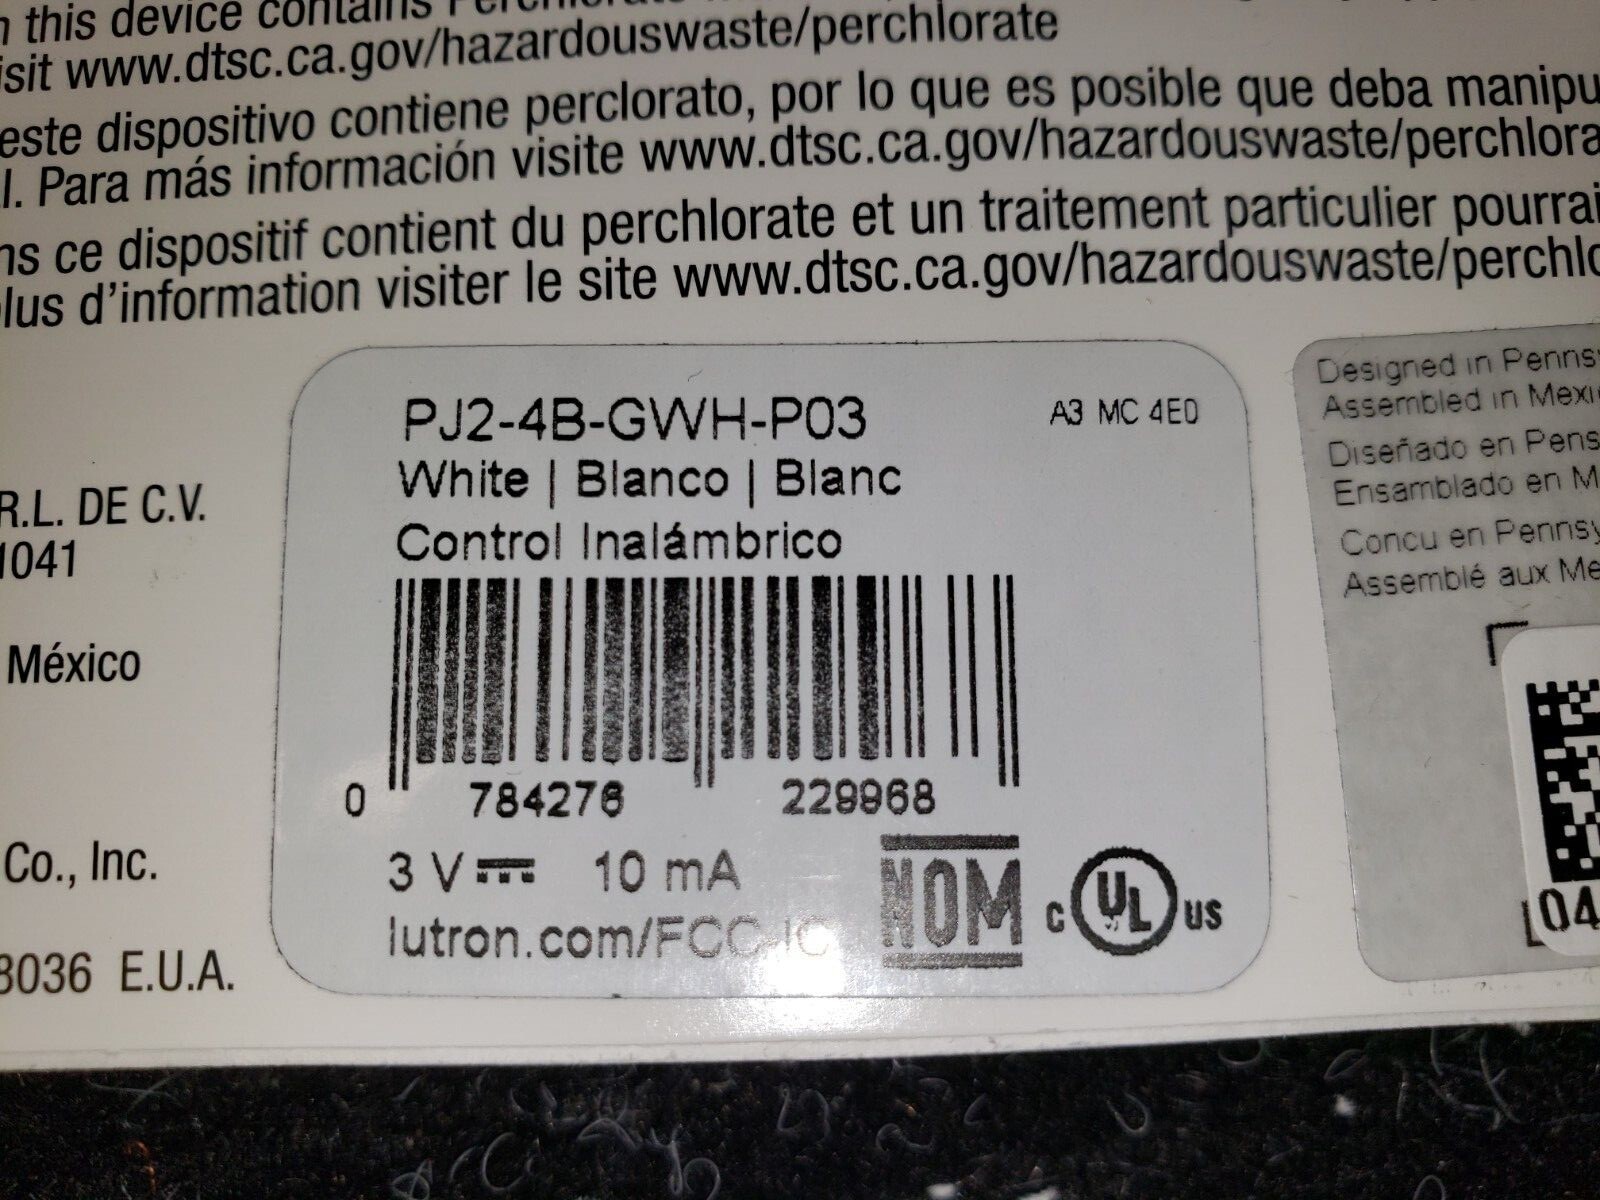 this device contains
visit www.dtsc.ca.gov/hazardouswaste/perchlorate
este dispositivo contiene perclorato, por lo que es posible que deba manipu
l. Para más información visite www.dtsc.ca.gov/hazardouswaste/perchlora
ns ce dispositif contient du perchlorate et un traitement particulier pourrai
lus d'information visiter le site www.dtsc.ca.gov/hazardouswaste/perchlo
R.L. DE C.V.
1041
México
Co., Inc.
8036 E.U.A.
PJ2-4B-GWH-P03
A3 MC 4E0
White | Blanco | Blanc
Control Inalámbrico
0 784276 229968
3 V 10 mA
lutron.com/FCC-IC
NOM
c UL us
Designed in Pennsy
Assembled in Mexi
Diseñado en Pens
Ensamblado en M
Concu en Pennsy
Assemblé aux Me
04